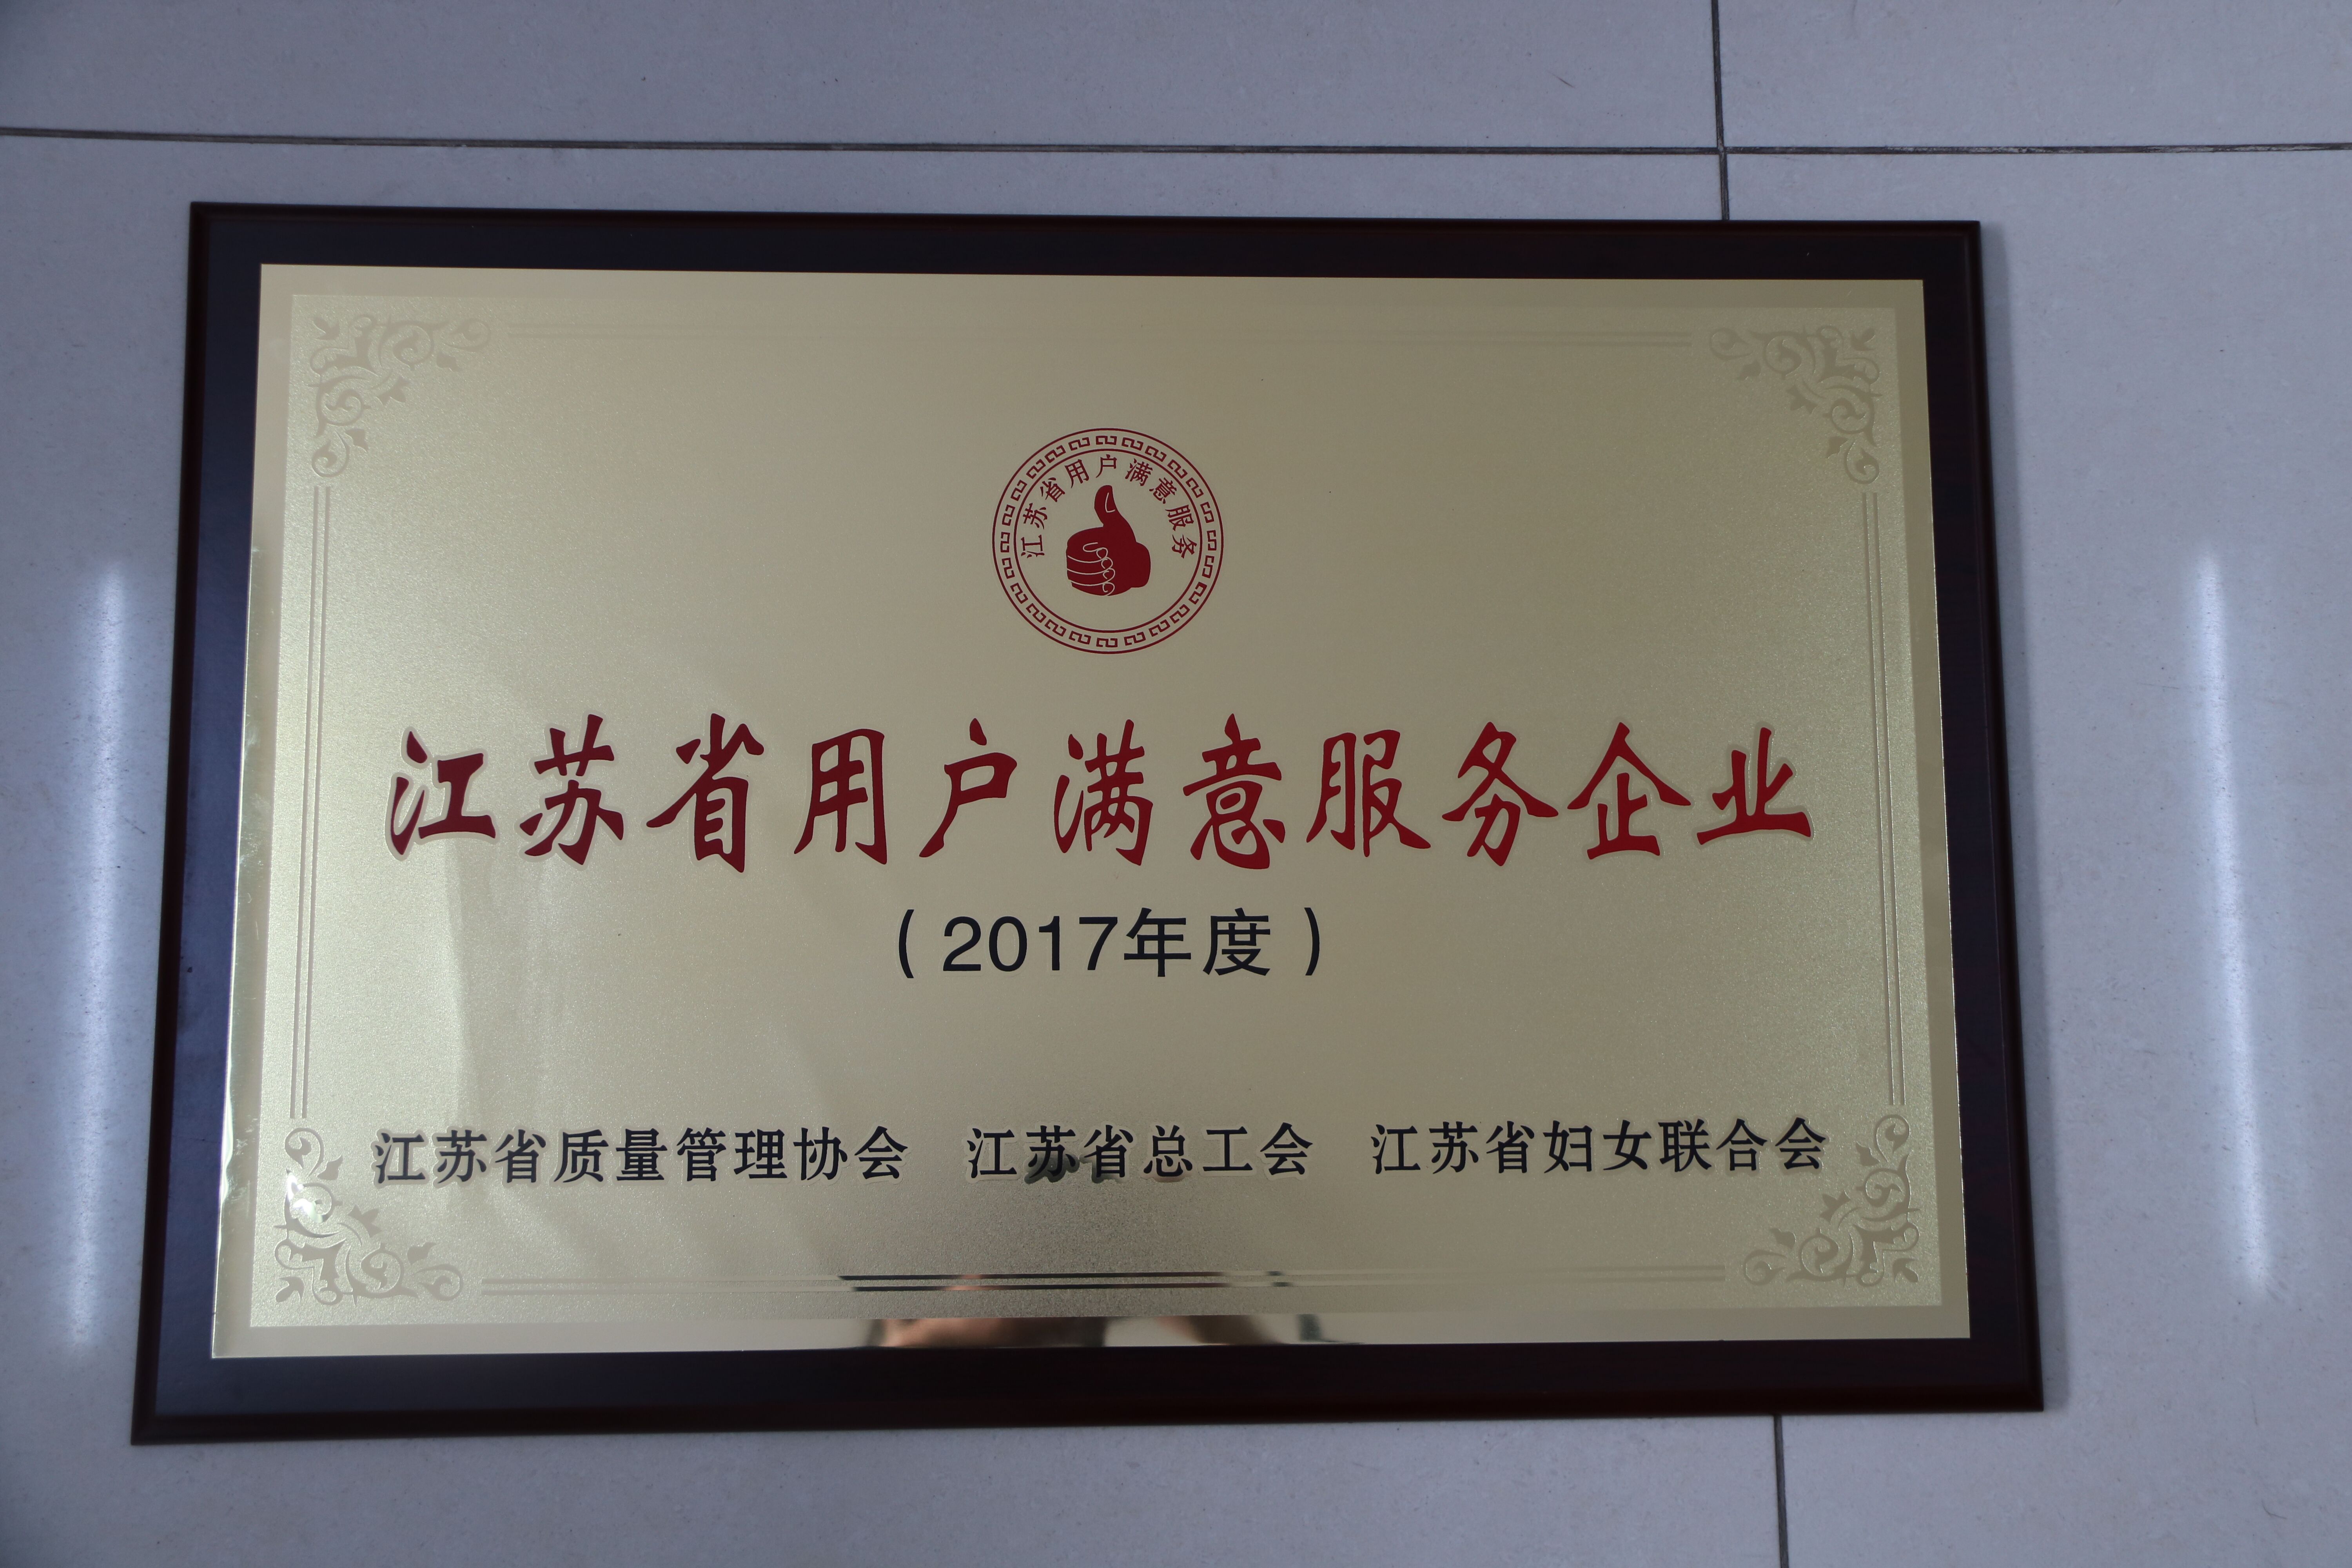 江苏省用户满意服务
江苏省用户满意服务企业
（2017年度）
江苏省质量管理协会 江苏省总工会 江苏省妇女联合会